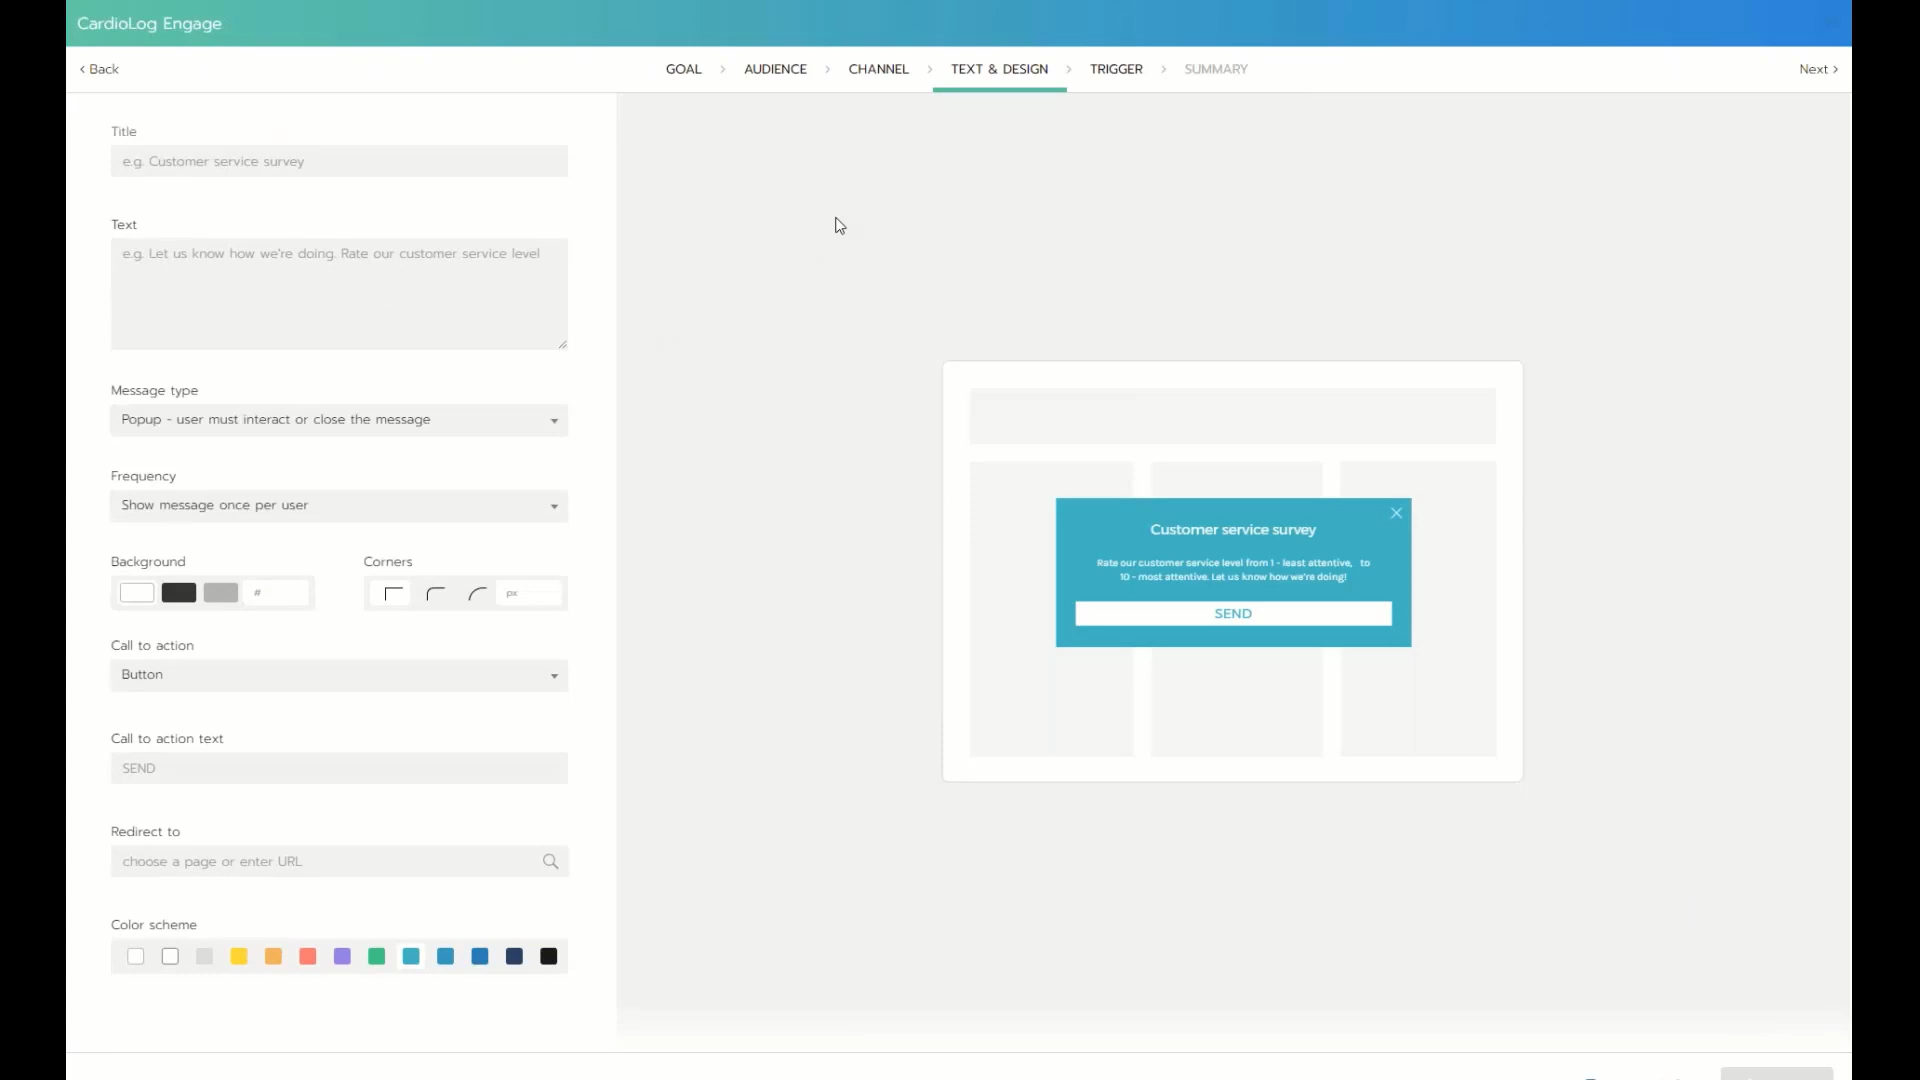 CardioLog Engage
Back
GOAL
AUDIENCE
CHANNEL
TEXT & DESIGN
TRIGGER
SUMMARY
Next
Title
e.g. Customer service survey
Text
e.g. Let us know how we're doing. Rate our customer service level
Message type
Popup - user must interact or close the message
Frequency
Show message once per user
Background
Corners
#
px
Call to action
Button
Call to action text
SEND
Redirect to
choose a page or enter URL
Color scheme
Customer service survey
Rate our customer service level from 1 - least attentive, to
10 - most attentive. Let us know how we're doing!
SEND